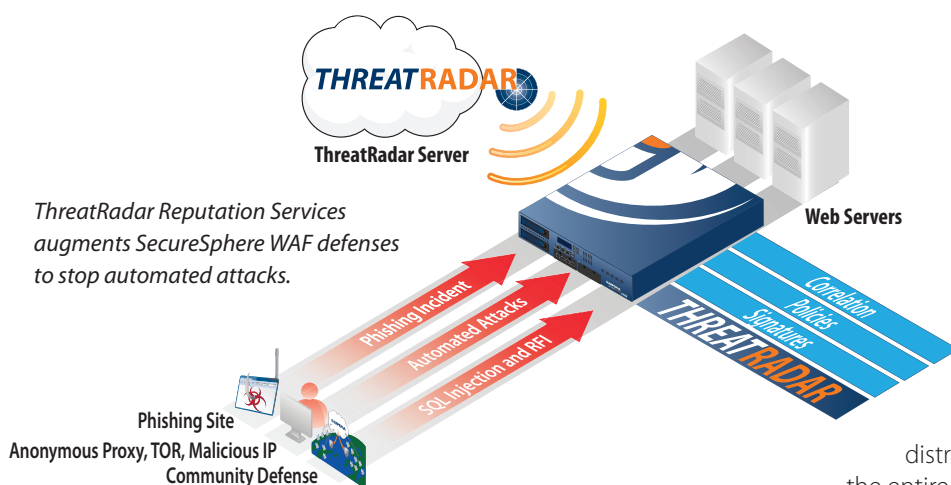 THREATRADAR
ThreatRadar Server
ThreatRadar Reputation Services
augments SecureSphere WAF defenses
to stop automated attacks.
Web Servers
Phishing Incident
Automated Attacks
SQL Injection and RFI
Correlation
Policies
Signatures
THREATRADAR
Phishing Site
Anonymous Proxy, TOR, Malicious IP
Community Defense
distr
the entire